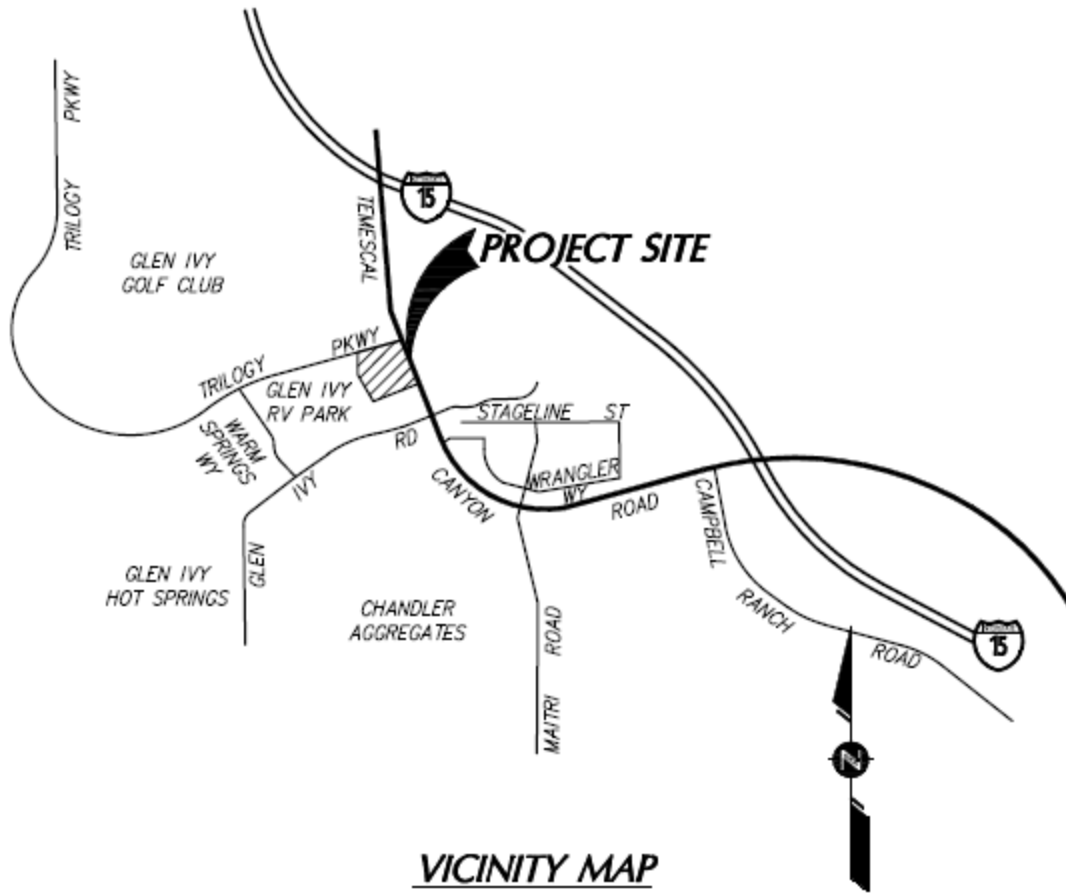 15
PKWY
TRILOGY
TEMESCAL
PROJECT SITE
GLEN IVY
GOLF CLUB
PKWY
TRILOGY
GLEN IVY
RV PARK
WARM
SPRINGS
WY
STAGELINE ST
RD
IVY
GLEN
CANYON
WRANGLER
WY
ROAD
CAMPBELL
RANCH
ROAD
15
GLEN IVY
HOT SPRINGS
CHANDLER
AGGREGATES
ROAD
MAITRI
N
VICINITY MAP